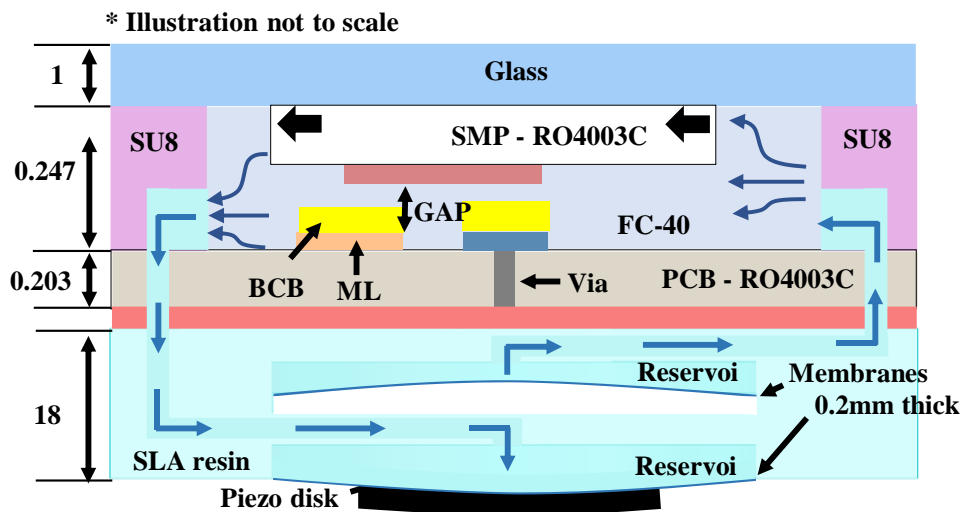 * Illustration not to scale
1
Glass
SU8
SMP - RO4003C
SU8
0.247
GAP
FC-40
0.203
BCB
ML
Via
PCB - RO4003C
18
Reservoi
Membranes
0.2mm thick
SLA resin
Reservoi
Piezo disk